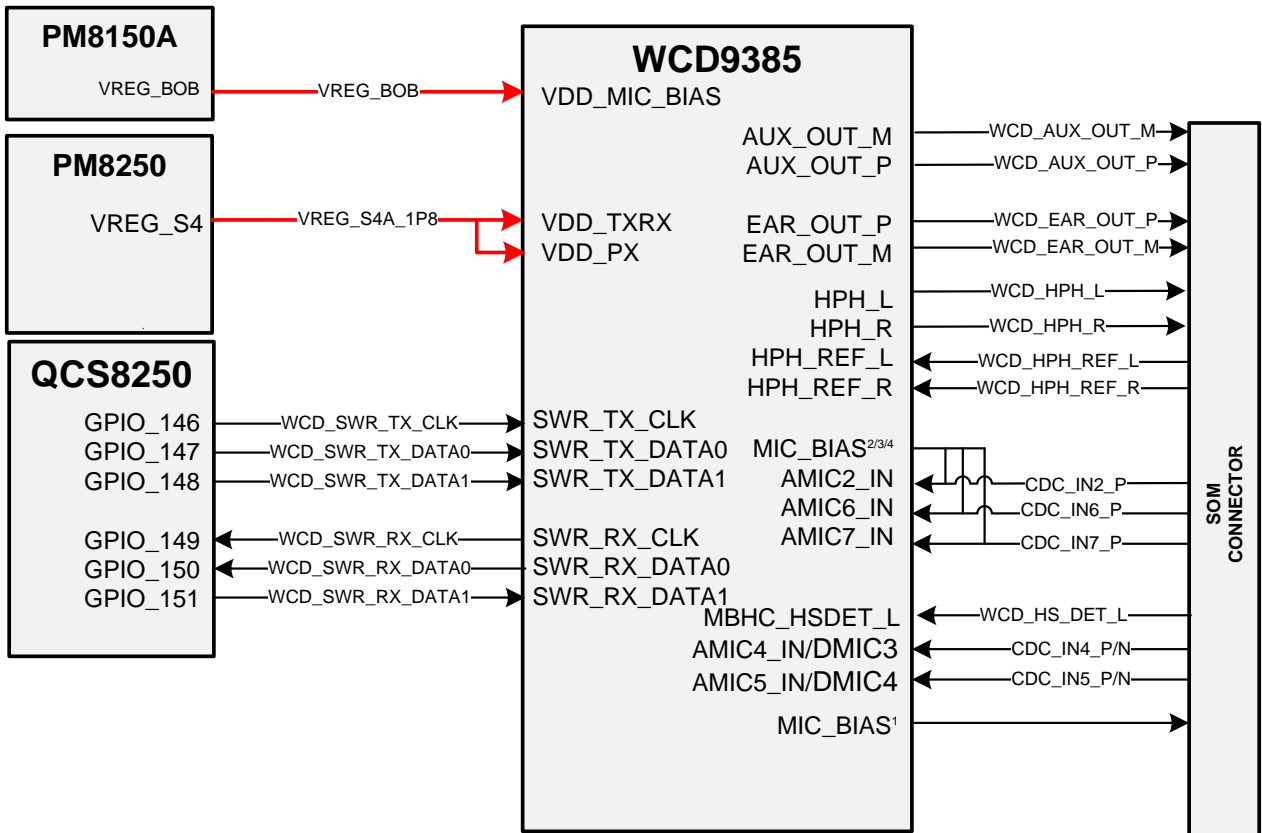 PM8150A
VREG_BOB
VREG_BOB
PM8250
VREG_S4
VREG_S4A_1P8
QCS8250
GPIO_146
GPIO_147
GPIO_148
GPIO_149
GPIO_150
GPIO_151
WCD_SWR_TX_CLK
WCD_SWR_TX_DATA0
WCD_SWR_TX_DATA1
WCD_SWR_RX_CLK
WCD_SWR_RX_DATA0
WCD_SWR_RX_DATA1
WCD9385
VDD_MIC_BIAS
VDD_TXRX
VDD_PX
SWR_TX_CLK
SWR_TX_DATA0
SWR_TX_DATA1
SWR_RX_CLK
SWR_RX_DATA0
SWR_RX_DATA1
AUX_OUT_M
AUX_OUT_P
EAR_OUT_P
EAR_OUT_M
HPH_L
HPH_R
HPH_REF_L
HPH_REF_R
MIC_BIAS2/3/4
AMIC2_IN
AMIC6_IN
AMIC7_IN
MBHC_HSDET_L
AMIC4_IN/DMIC3
AMIC5_IN/DMIC4
MIC_BIAS1
WCD_AUX_OUT_M
WCD_AUX_OUT_P
WCD_EAR_OUT_P
WCD_EAR_OUT_M
WCD_HPH_L
WCD_HPH_R
WCD_HPH_REF_L
WCD_HPH_REF_R
CDC_IN2_P
CDC_IN6_P
CDC_IN7_P
WCD_HS_DET_L
CDC_IN4_P/N
CDC_IN5_P/N
SOM
CONNECTOR